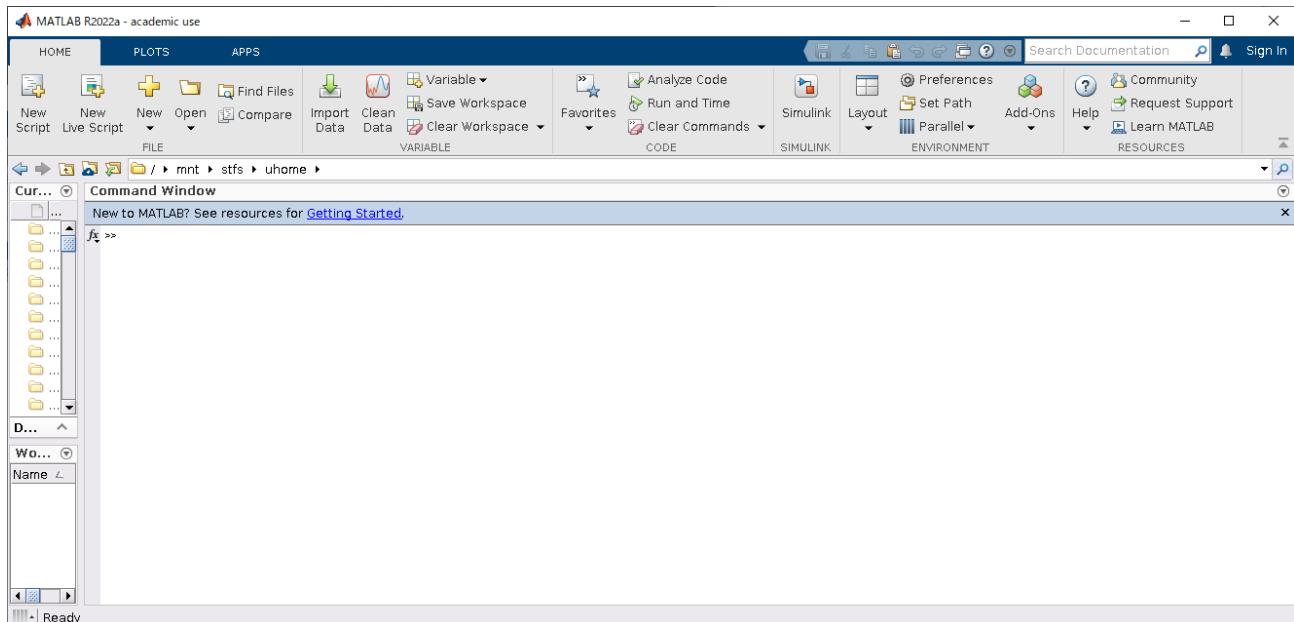 MATLAB R2022a - academic use
HOME PLOTS APPS Search Documentation Sign In
New Script
New Live Script
New
Open
Find Files
Compare
FILE
Import Data
Clean Data
Variable
Save Workspace
Clear Workspace
VARIABLE
Favorites
Analyze Code
Run and Time
Clear Commands
CODE
Simulink
SIMULINK
Layout
Preferences
Set Path
Parallel
Add-Ons
ENVIRONMENT
Help
Community
Request Support
Learn MATLAB
RESOURCES
/ mnt stfs uhome
Cur...
...
...
...
...
...
...
...
...
...
...
...
...
D...
Wo...
Name
Command Window
New to MATLAB? See resources for Getting Started.
fx >>
Ready